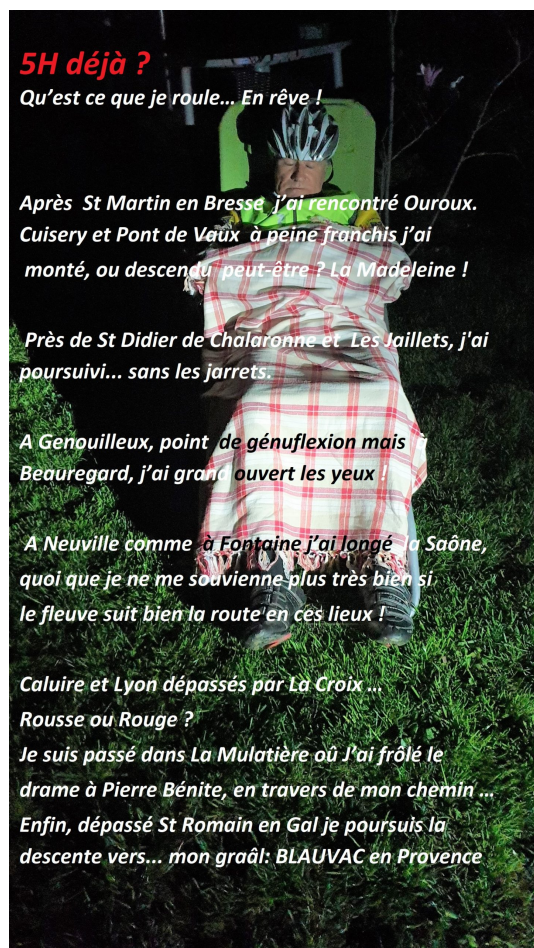 5H déjà ?
Qu’est ce que je roule… En rêve !
Après St Martin en Bresse j’ai rencontré Ouroux.
Cuisery et Pont de Vaux à peine franchis j’ai
monté, ou descendu peut-être ? La Madeleine !
Près de St Didier de Chalaronne et Les Jaillets, j'ai
poursuivi... sans les jarrets.
A Genouilleux, point de génuflexion mais à
Beauregard, j’ai grand ouvert les yeux !
A Neuville comme à Fontaine j’ai longé la Saône,
quoi que je ne me souvienne plus très bien si
le fleuve suit bien la route en ces lieux !
Caluire et Lyon dépassés par La Croix …
Rousse ou Rouge ?
Je suis passé dans La Mulatière oû J’ai frôlé le
drame à Pierre Bénite, en travers de mon chemin …
Enfin, dépassé St Romain en Gal je poursuis la
descente vers... mon graâl: BLAUVAC en Provence